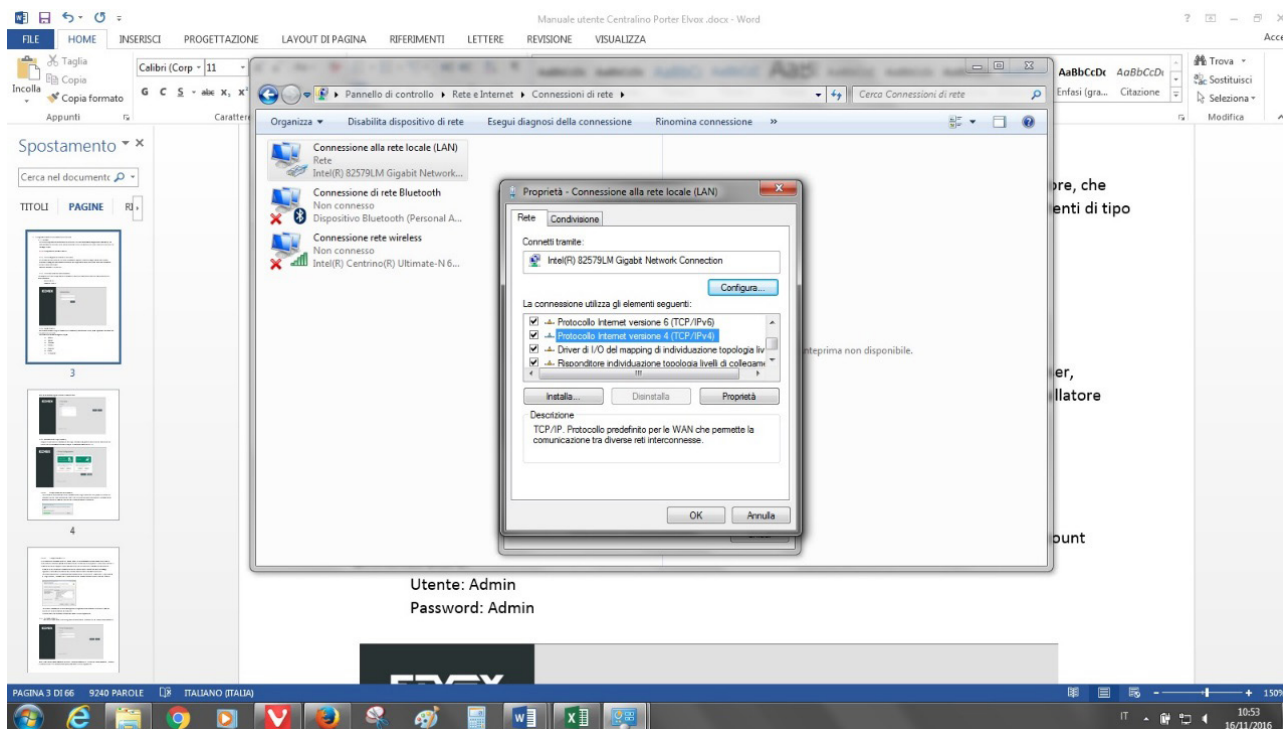 Manuale utente Centralino Porter Elvox .docx - Word
FILE HOME INSERISCI PROGETTAZIONE LAYOUT DI PAGINA RIFERIMENTI LETTERE REVISIONE VISUALIZZA
Acce
Incolla
Taglia
Copia
Copia formato
Appunti
Calibri (Corp 11
G C S abc x, x
Carattere
AaBbCcDc AaBbCcDc
Enfasi (gra... Citazione
Trova
Sostituisci
Seleziona
Modifica
Spostamento
Cerca nel documento
TITOLI PAGINE RI
3
4
Pannello di controllo Rete e Internet Connessioni di rete
Cerca Connessioni di rete
Organizza Disabilita dispositivo di rete Esegui diagnosi della connessione Rinomina connessione »
Connessione alla rete locale (LAN)
Rete
Intel(R) 82579LM Gigabit Network...
Connessione di rete Bluetooth
Non connesso
Dispositivo Bluetooth (Personal A...
Connessione rete wireless
Non connesso
Intel(R) Centrino(R) Ultimate-N 6...
Proprietà - Connessione alla rete locale (LAN)
Rete Condivisione
Connetti tramite:
Intel(R) 82579LM Gigabit Network Connection
Configura...
La connessione utilizza gli elementi seguenti:
Protocollo Internet versione 6 (TCP/IPv6)
Protocollo Internet versione 4 (TCP/IPv4)
Driver di I/O del mapping di individuazione topologia liv
Risponditore individuazione topologia livelli di collegame
Installa... Disinstalla Proprietà
Descrizione
TCP/IP. Protocollo predefinito per le WAN che permette la
comunicazione tra diverse reti interconnesse.
OK Annulla
nteprima non disponibile.
ore, che
enti di tipo
er,
llatore
ount
Utente: Admin
Password: Admin
PAGINA 3 DI 66 9240 PAROLE ITALIANO (ITALIA)
150%
IT
10:53
16/11/2016